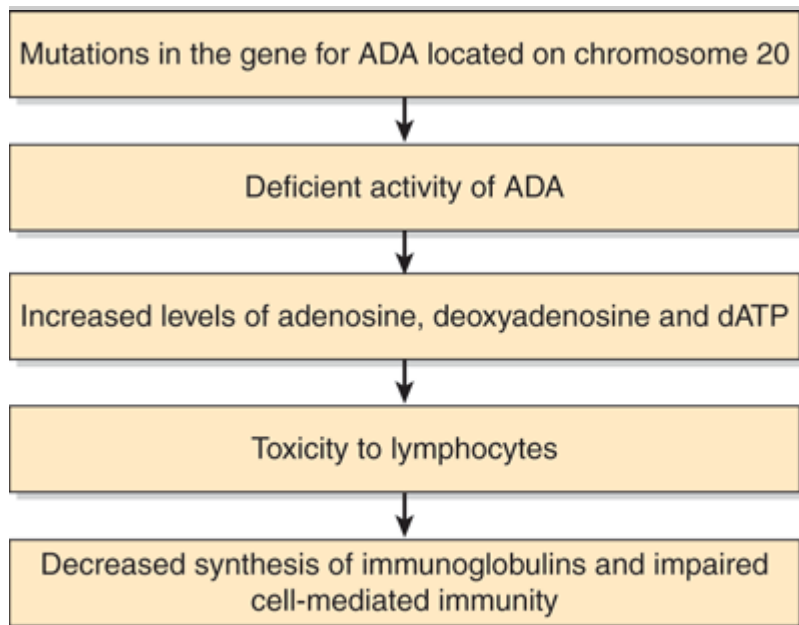 Mutations in the gene for ADA located on chromosome 20
Deficient activity of ADA
Increased levels of adenosine, deoxyadenosine and dATP
Toxicity to lymphocytes
Decreased synthesis of immunoglobulins and impaired
cell-mediated immunity